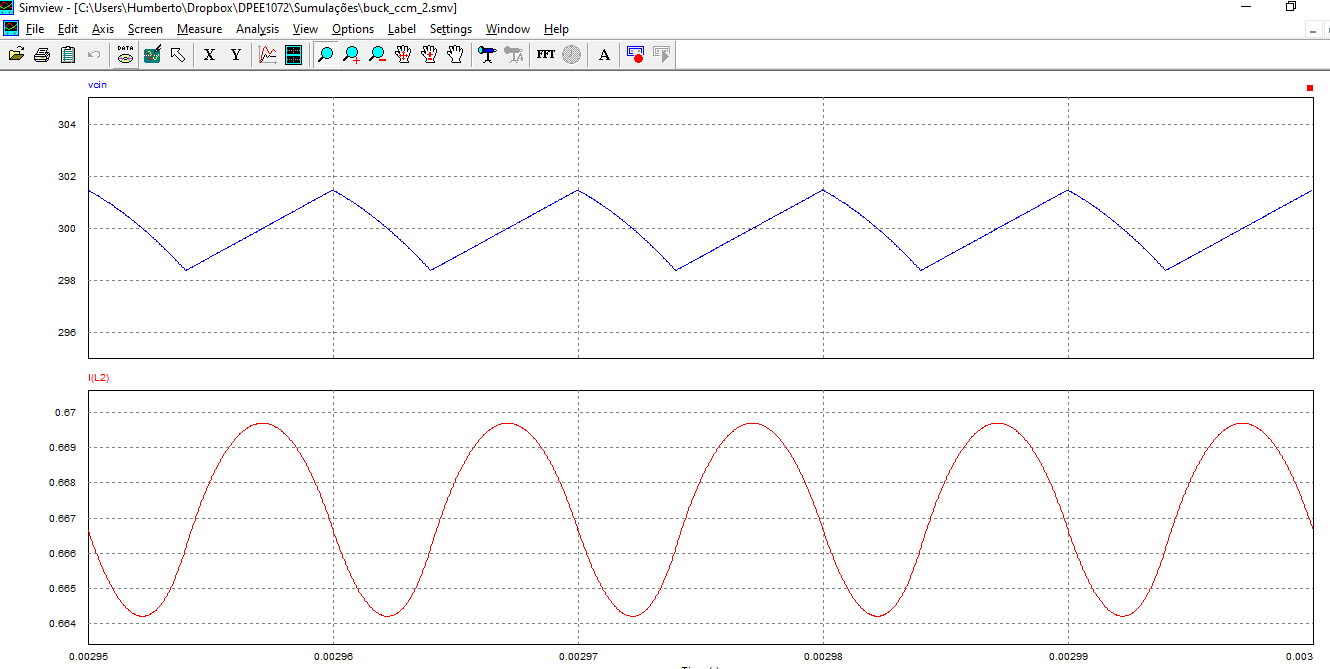 Simview - [C:\Users\Humberto\Dropbox\DPEE1072\Sumulações\buck_ccm_2.smv]
File Edit Axis Screen Measure Analysis View Options Label Settings Window Help
DATA X Y FFT A
vcin
304
302
300
298
296
I(L2)
0.67
0.669
0.668
0.667
0.666
0.665
0.664
0.00295 0.00296 0.00297 0.00298 0.00299 0.003